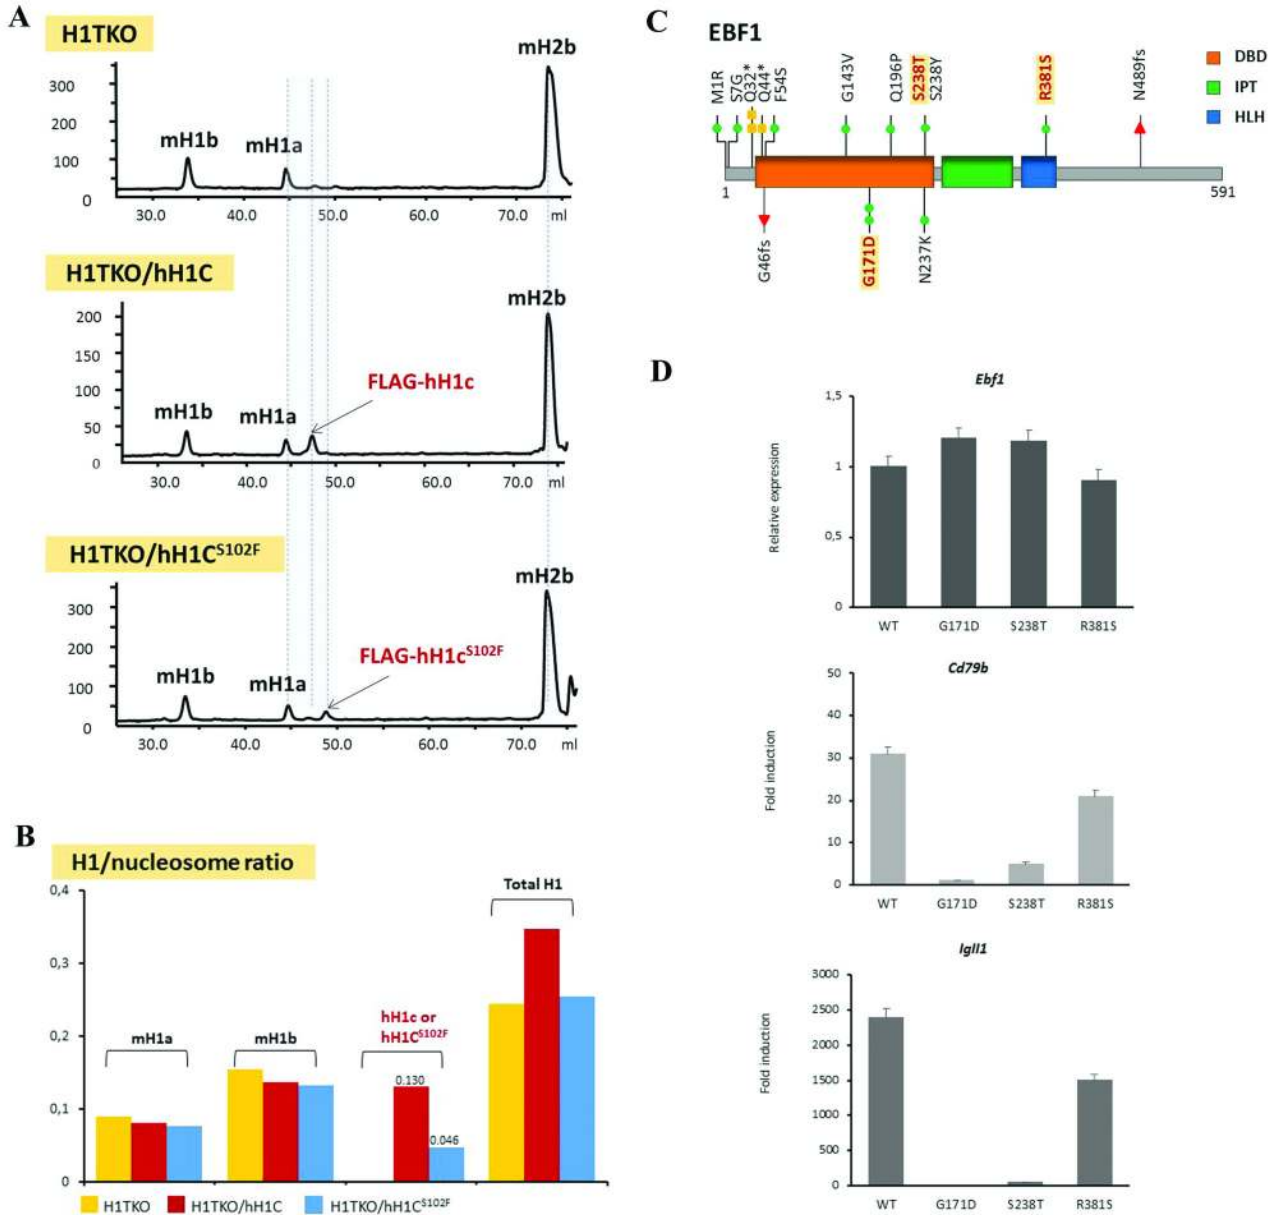 A
H1TKO
mH2b
300
200
100
0
mH1b
mH1a
30.0 40.0 50.0 60.0 70.0 ml
H1TKO/hH1C
mH2b
200
150
100
50
0
FLAG-hH1c
mH1b
mH1a
30.0 40.0 50.0 60.0 70.0 ml
H1TKO/hH1C^S102F
mH2b
300
200
100
0
FLAG-hH1c^S102F
mH1b
mH1a
30.0 40.0 50.0 60.0 70.0 ml
B
H1/nucleosome ratio
0,4
0,3
0,2
0,1
0
mH1a
mH1b
hH1c or
hH1C^S102F
Total H1
0.130
0.046
H1TKO H1TKO/hH1C H1TKO/hH1C^S102F
C
EBF1
M1R
S7G
Q32*
Q44*
F54S
G143V
Q196P
S238T
S238Y
R381S
N489fs
DBD
IPT
HLH
1
591
G46fs
G171D
N237K
D
Ebf1
Relative expression
1,5
1
0,5
0
WT G171D S238T R381S
Cd79b
Fold induction
50
40
30
20
10
0
WT G171D S238T R381S
Igll1
Fold induction
3000
2500
2000
1500
1000
500
0
WT G171D S238T R381S